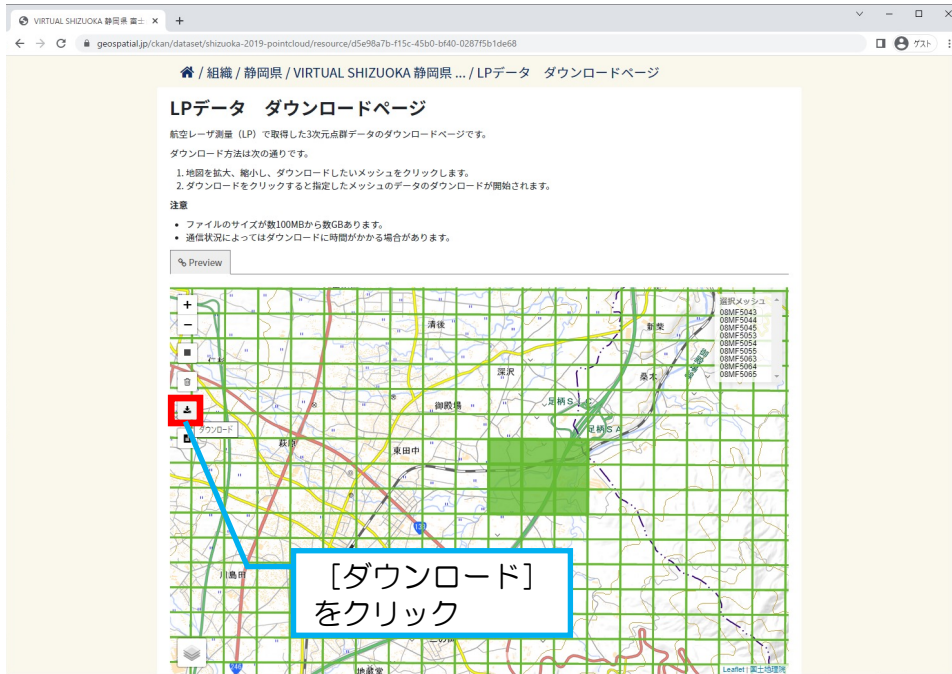 VIRTUAL SHIZUOKA 静岡県 富士
geospatial.jp/ckan/dataset/shizuoka-2019-pointcloud/resource/d5e98a7b-f15c-45b0-bf40-0287f5b1de68
ゲスト
/ 組織 / 静岡県 / VIRTUAL SHIZUOKA 静岡県 ... / LPデータ　ダウンロードページ
LPデータ　ダウンロードページ
航空レーザ測量（LP）で取得した3次元点群データのダウンロードページです。
ダウンロード方法は次の通りです。
1. 地図を拡大、縮小し、ダウンロードしたいメッシュをクリックします。
2. ダウンロードをクリックすると指定したメッシュのデータのダウンロードが開始されます。
注意
• ファイルのサイズが数100MBから数GBあります。
• 通信状況によってはダウンロードに時間がかかる場合があります。
Preview
選択メッシュ
08MF5043
08MF5044
08MF5045
08MF5053
08MF5054
08MF5055
08MF5063
08MF5064
08MF5065
清後
新柴
仁杉
深沢
桑木
御殿場
足柄S
足柄SA
ダウンロード
萩原
東田中
138
川島田
［ダウンロード］
をクリック
二の岡
246
地蔵堂
Leaflet | 国土地理院